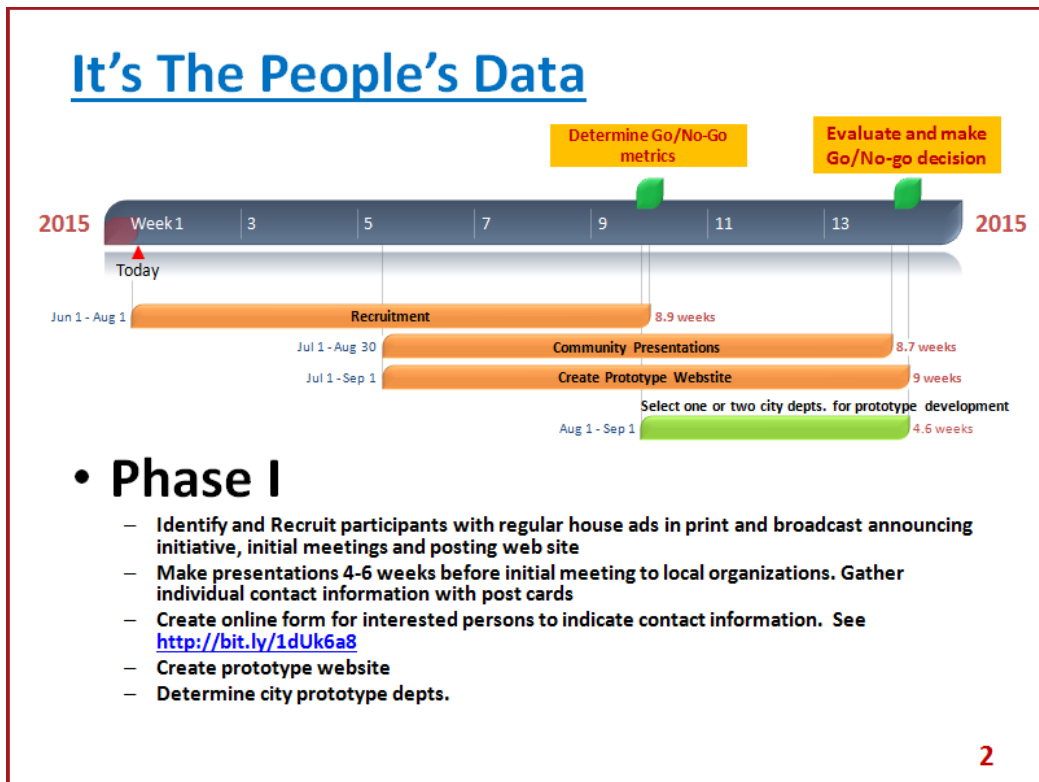 It's The People's Data
Determine Go/No-Go
metrics
Evaluate and make
Go/No-go decision
2015
Week 1
3
5
7
9
11
13
2015
Today
Jun 1 - Aug 1
Recruitment
8.9 weeks
Jul 1 - Aug 30
Community Presentations
8.7 weeks
Jul 1 - Sep 1
Create Prototype Webstite
9 weeks
Select one or two city depts. for prototype development
Aug 1 - Sep 1
4.6 weeks
• Phase I
– Identify and Recruit participants with regular house ads in print and broadcast announcing
initiative, initial meetings and posting web site
– Make presentations 4-6 weeks before initial meeting to local organizations. Gather
individual contact information with post cards
– Create online form for interested persons to indicate contact information. See
http://bit.ly/1dUk6a8
– Create prototype website
– Determine city prototype depts.
2